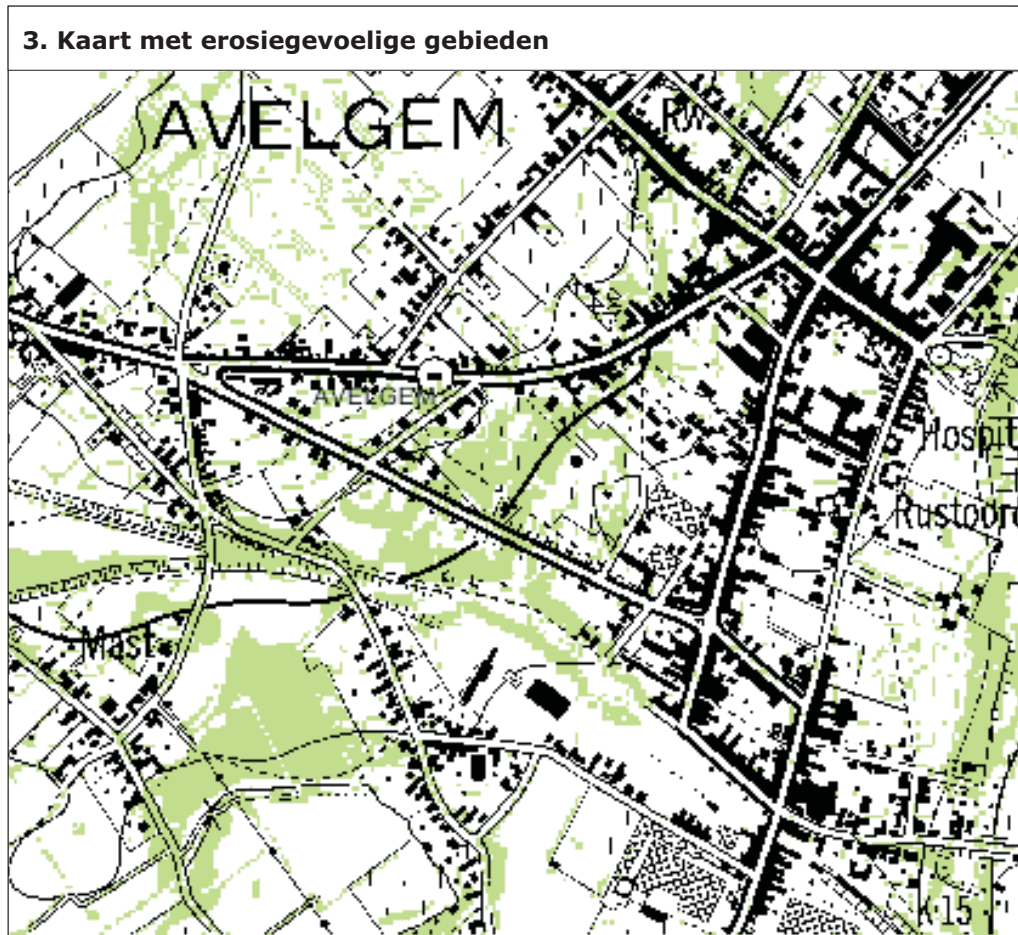 3. Kaart met erosiegevoelige gebieden
AVELGEM
RW
AVELGEM
Hospit
Rustoord
Mast
K 15